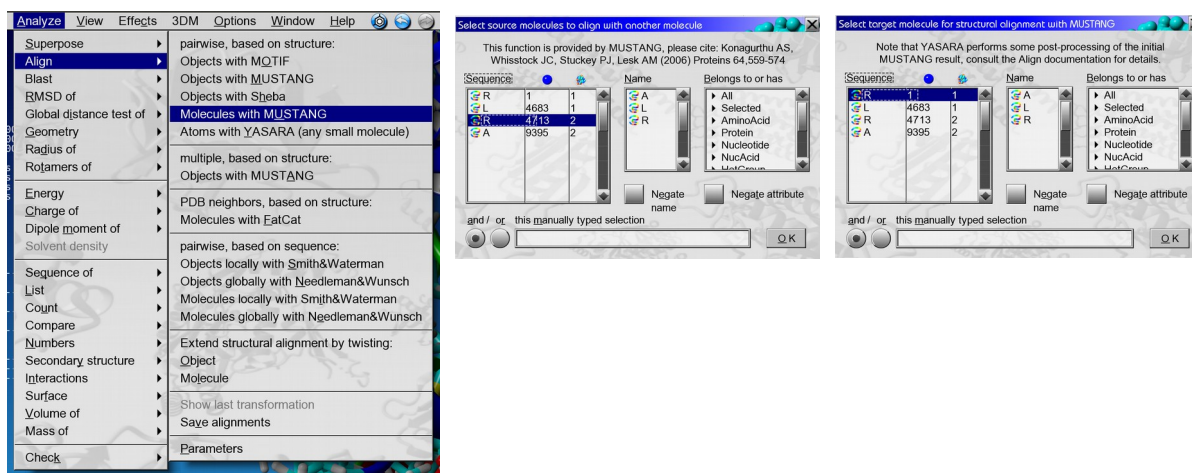 Analyze View Effects 3DM Options Window Help
Superpose
Align
Blast
RMSD of
Global distance test of
Geometry
Radius of
Rotamers of
Energy
Charge of
Dipole moment of
Solvent density
Sequence of
List
Count
Compare
Numbers
Secondary structure
Interactions
Surface
Volume of
Mass of
Check
pairwise, based on structure:
Objects with MOTIF
Objects with MUSTANG
Objects with Sheba
Molecules with MUSTANG
Atoms with YASARA (any small molecule)
multiple, based on structure:
Objects with MUSTANG
PDB neighbors, based on structure:
Molecules with FatCat
pairwise, based on sequence:
Objects locally with Smith&Waterman
Objects globally with Needleman&Wunsch
Molecules locally with Smith&Waterman
Molecules globally with Needleman&Wunsch
Extend structural alignment by twisting:
Object
Molecule
Show last transformation
Save alignments
Parameters
Select source molecules to align with another molecule
This function is provided by MUSTANG, please cite: Konagurthu AS,
Whisstock JC, Stuckey PJ, Lesk AM (2006) Proteins 64,559-574
Sequence Name Belongs to or has
R 1 1
L 4683 1
R 4713 2
A 9395 2
A
L
R
All
Selected
AminoAcid
Protein
Nucleotide
NucAcid
HetGroup
Negate name
Negate attribute
and / or this manually typed selection
OK
Select target molecule for structural alignment with MUSTANG
Note that YASARA performs some post-processing of the initial
MUSTANG result, consult the Align documentation for details.
Sequence Name Belongs to or has
R 1 1
L 4683 1
R 4713 2
A 9395 2
A
L
R
All
Selected
AminoAcid
Protein
Nucleotide
NucAcid
HetGroup
Negate name
Negate attribute
and / or this manually typed selection
OK